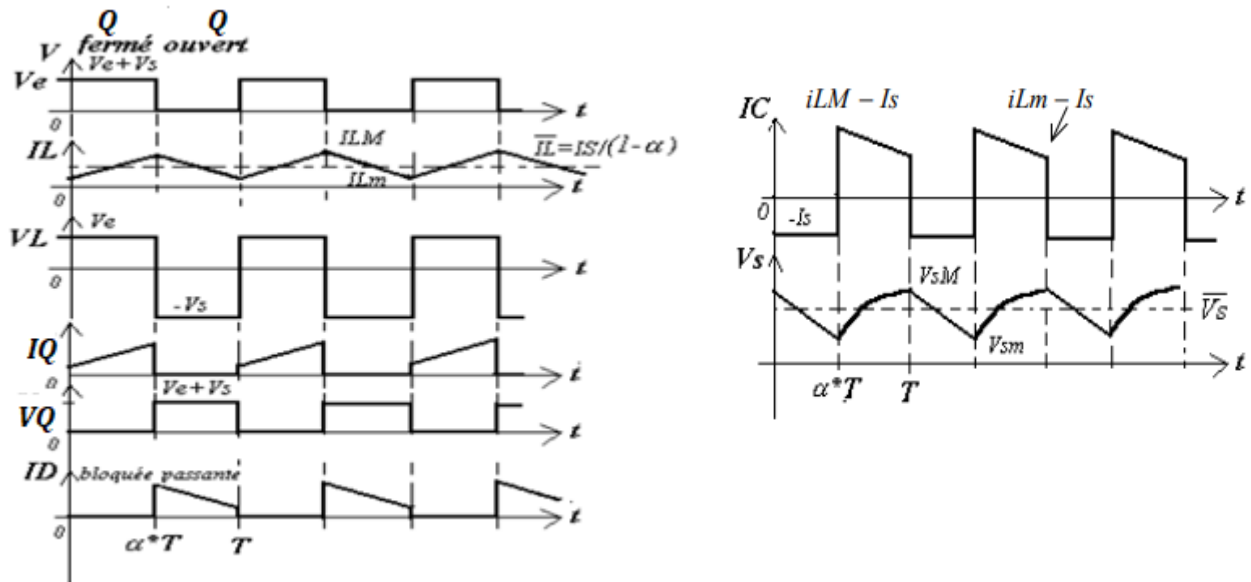 Q Q
fermé ouvert
V
Ve+Vs
Ve
0
t
IL
ILM
ILm
IL=IS/(1-α)
0
t
VL
Ve
0
-Vs
t
IQ
0
t
VQ
Ve+Vs
0
t
ID
bloquée passante
0
t
α*T T
IC
iLM – Is
iLm – Is
0
-Is
t
Vs
VsM
Vsm
Vs
t
α*T T